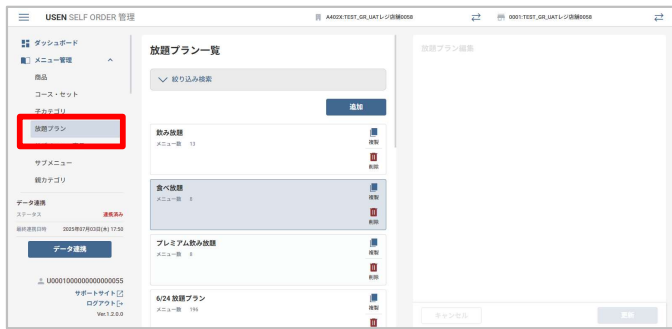 USEN SELF ORDER 管理
A402X:TEST_GR_UATレジ店舗0058
0001:TEST_GR_UATレジ店舗0058
ダッシュボード
メニュー管理
商品
コース・セット
子カテゴリ
放題プラン
サブメニュー
親カテゴリ
データ連携
ステータス 連携済み
最終連携日時 2025年07月03日(木) 17:50
データ連携
U0001000000000000055
サポートサイト
ログアウト
Ver.1.2.0.0
放題プラン一覧
絞り込み検索
追加
飲み放題
メニュー数 13
複製
削除
食べ放題
メニュー数 0
複製
削除
プレミアム飲み放題
メニュー数 0
複製
削除
6/24 放題プラン
メニュー数 196
複製
放題プラン編集
キャンセル
更新